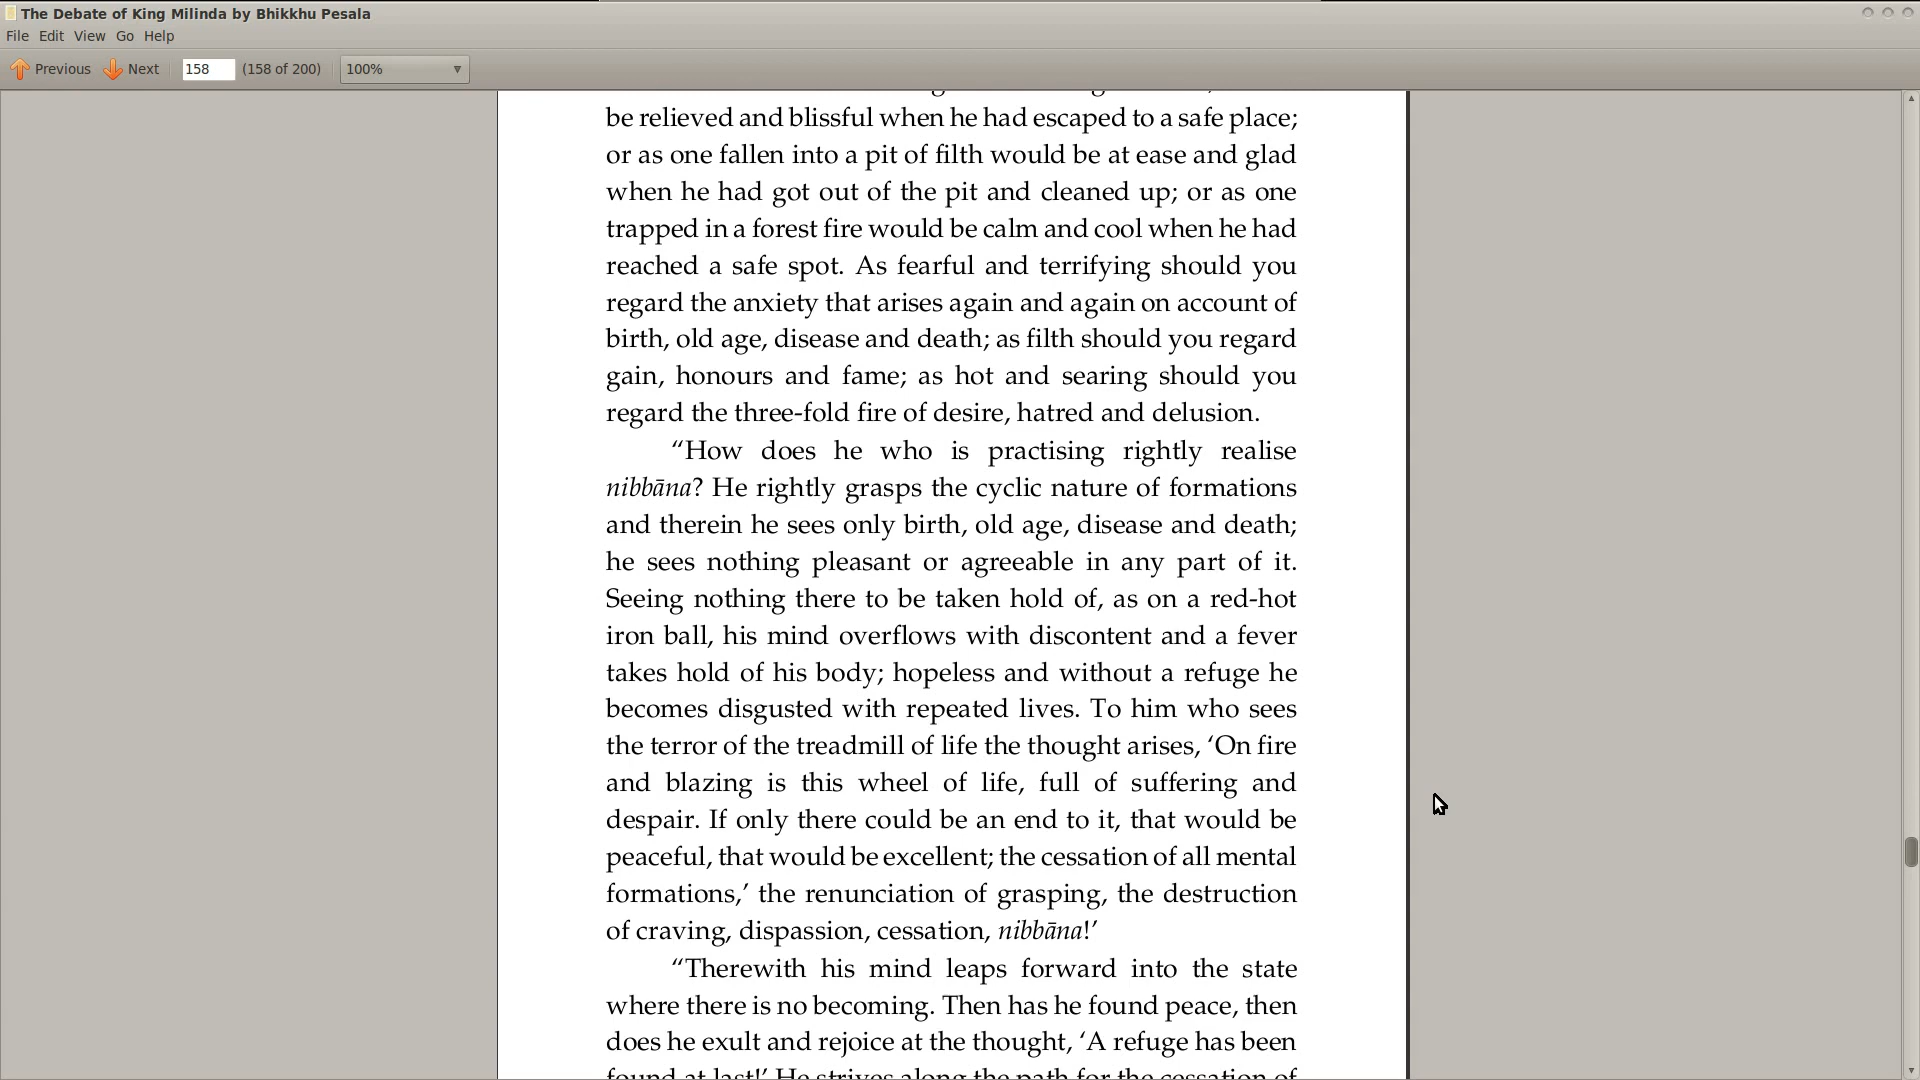 The Debate of King Milinda by Bhikkhu Pesala
File Edit View Go Help
Previous Next 158 (158 of 200) 100%
be relieved and blissful when he had escaped to a safe place;
or as one fallen into a pit of filth would be at ease and glad
when he had got out of the pit and cleaned up; or as one
trapped in a forest fire would be calm and cool when he had
reached a safe spot. As fearful and terrifying should you
regard the anxiety that arises again and again on account of
birth, old age, disease and death; as filth should you regard
gain, honours and fame; as hot and searing should you
regard the three-fold fire of desire, hatred and delusion.
“How does he who is practising rightly realise
nibbāna? He rightly grasps the cyclic nature of formations
and therein he sees only birth, old age, disease and death;
he sees nothing pleasant or agreeable in any part of it.
Seeing nothing there to be taken hold of, as on a red-hot
iron ball, his mind overflows with discontent and a fever
takes hold of his body; hopeless and without a refuge he
becomes disgusted with repeated lives. To him who sees
the terror of the treadmill of life the thought arises, ‘On fire
and blazing is this wheel of life, full of suffering and
despair. If only there could be an end to it, that would be
peaceful, that would be excellent; the cessation of all mental
formations,’ the renunciation of grasping, the destruction
of craving, dispassion, cessation, nibbāna!’
“Therewith his mind leaps forward into the state
where there is no becoming. Then has he found peace, then
does he exult and rejoice at the thought, ‘A refuge has been
found at last!’ He strives along the path for the cessation of